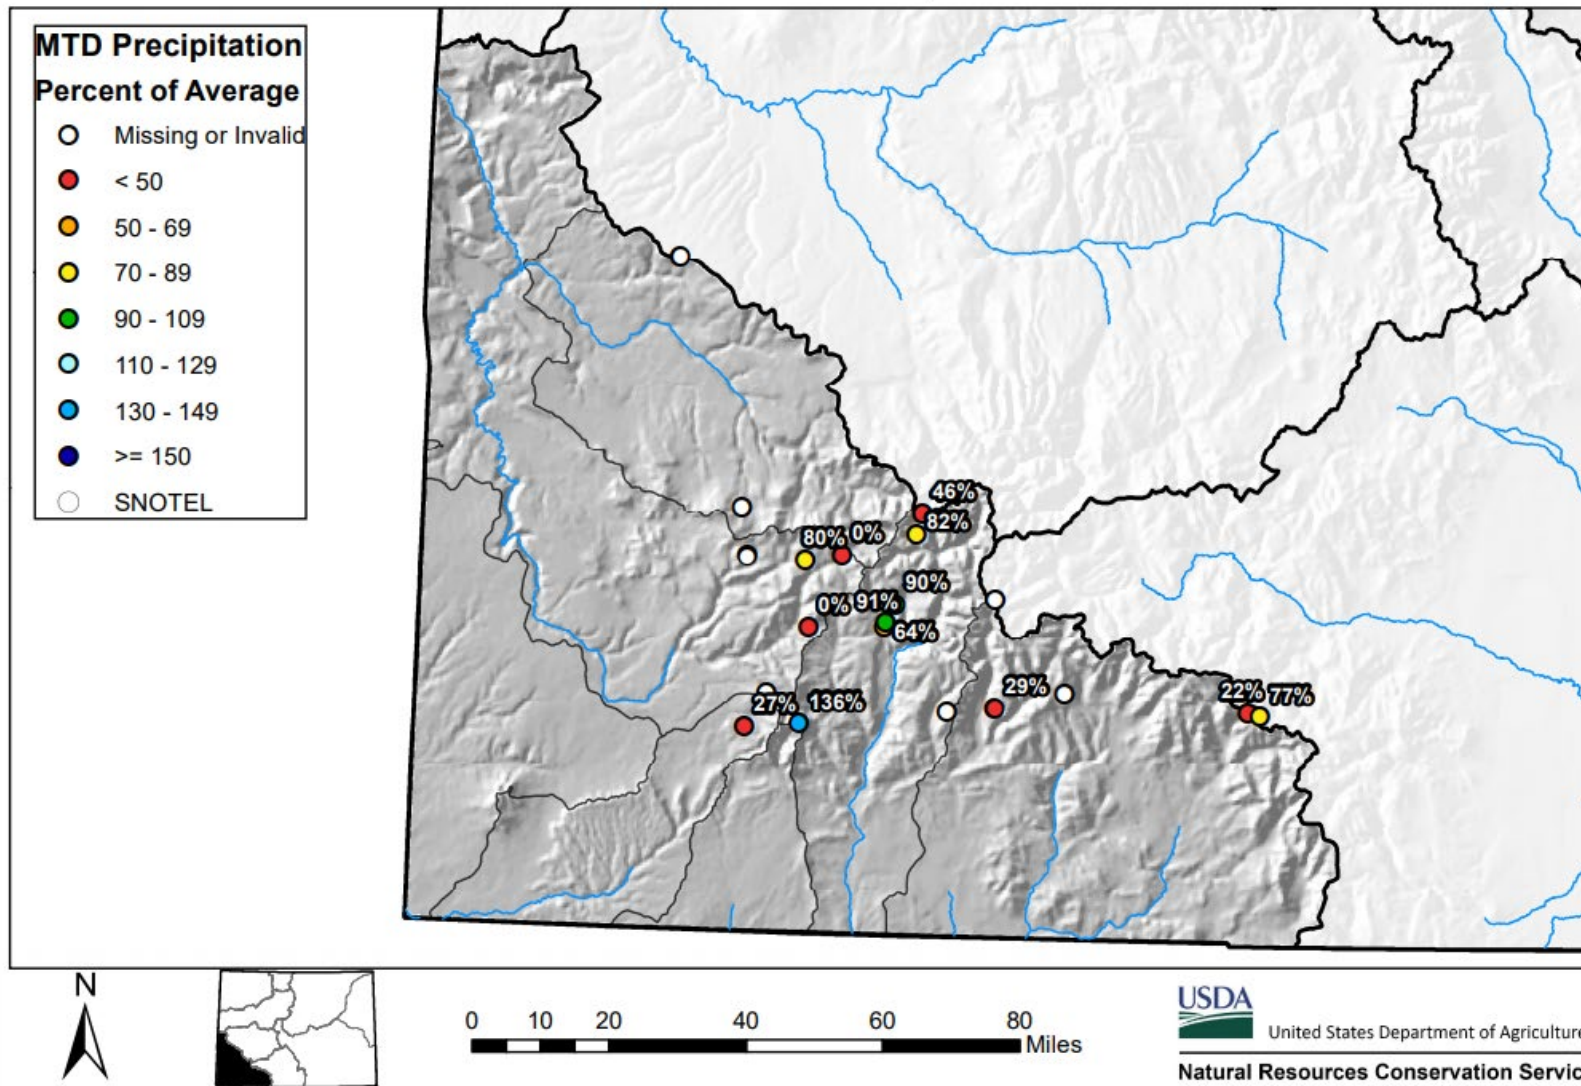 MTD Precipitation
Percent of Average
Missing or Invalid
< 50
50 - 69
70 - 89
90 - 109
110 - 129
130 - 149
>= 150
SNOTEL
46%
82%
80%
0%
90%
0%
91%
64%
29%
27%
136%
22%
77%
N
0 10 20 40 60 80
Miles
USDA
United States Department of Agriculture
Natural Resources Conservation Servic